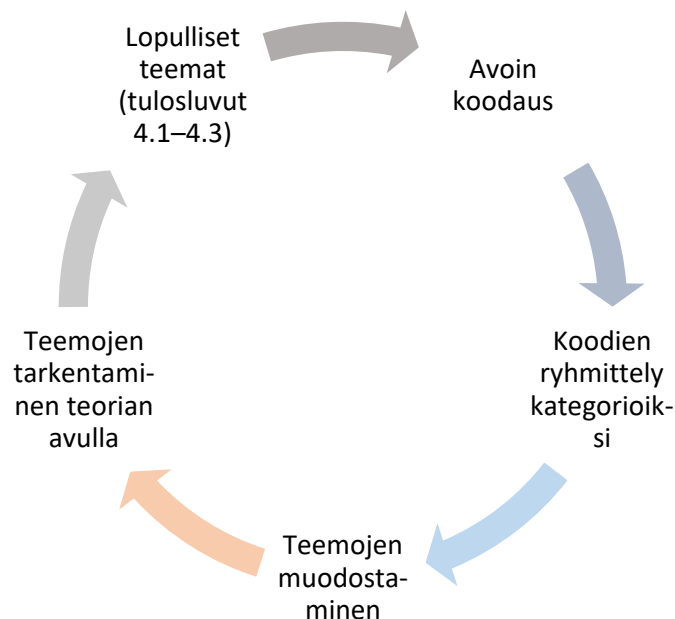 Lopulliset
teemat
(tulosluvut
4.1–4.3)
Avoin
koodaus
Koodien
ryhmittely
kategorioik-
si
Teemojen
muodosta-
minen
Teemojen
tarkentami-
nen teorian
avulla